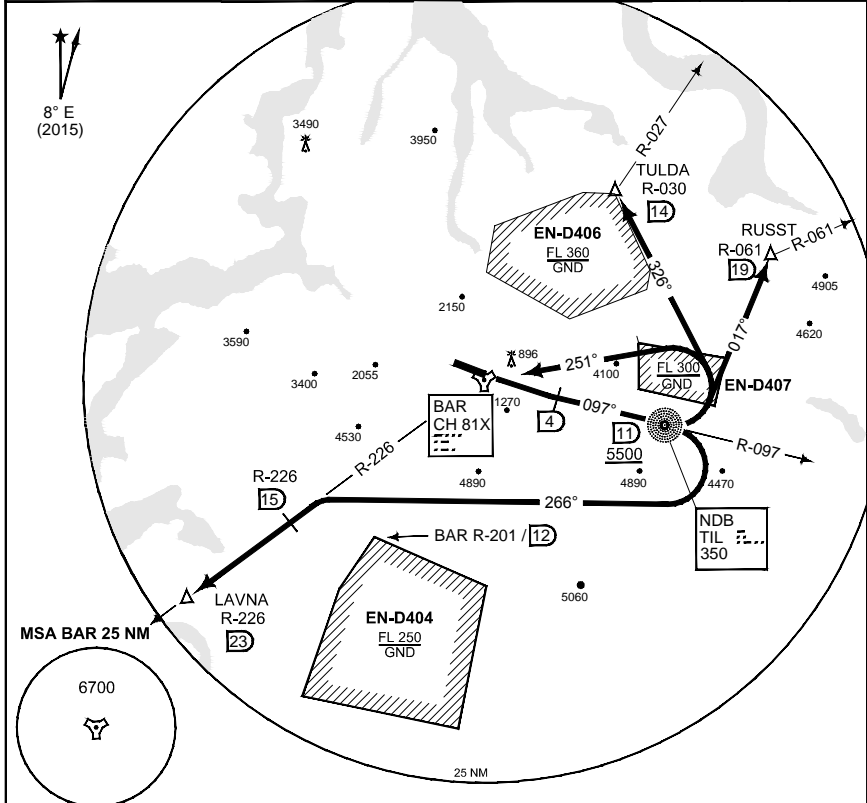 8° E
(2015)
3490
3950
R-027
TULDA
R-030
14
RUSST
R-061
19
R-061
EN-D406
FL 360
GND
326°
017°
4905
4620
2150
3590
3400
2055
896
251°
4100
FL 300
GND
EN-D407
1270
BAR
CH 81X
4
097°
11
5500
R-097
4530
R-226
R-226
15
4890
4890
4470
266°
NDB
TIL
350
BAR R-201 / 12
5060
LAVNA
R-226
23
EN-D404
FL 250
GND
MSA BAR 25 NM
6700
25 NM